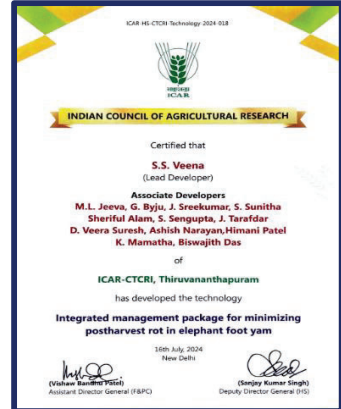 ICAR-HS-CTCRI-Technology-2024-018
ICAR
INDIAN COUNCIL OF AGRICULTURAL RESEARCH
Certified that
S.S. Veena
(Lead Developer)
Associate Developers
M.L. Jeeva, G. Byju, J. Sreekumar, S. Sunitha
Sheriful Alam, S. Sengupta, J. Tarafdar
D. Veera Suresh, Ashish Narayan,Himani Patel
K. Mamatha, Biswajith Das
of
ICAR-CTCRI, Thiruvananthapuram
has developed the technology
Integrated management package for minimizing
postharvest rot in elephant foot yam
16th July, 2024
New Delhi
(Vishaw Bandhu Patel)
Assistant Director General (F&PC)
(Sanjay Kumar Singh)
Deputy Director General (HS)